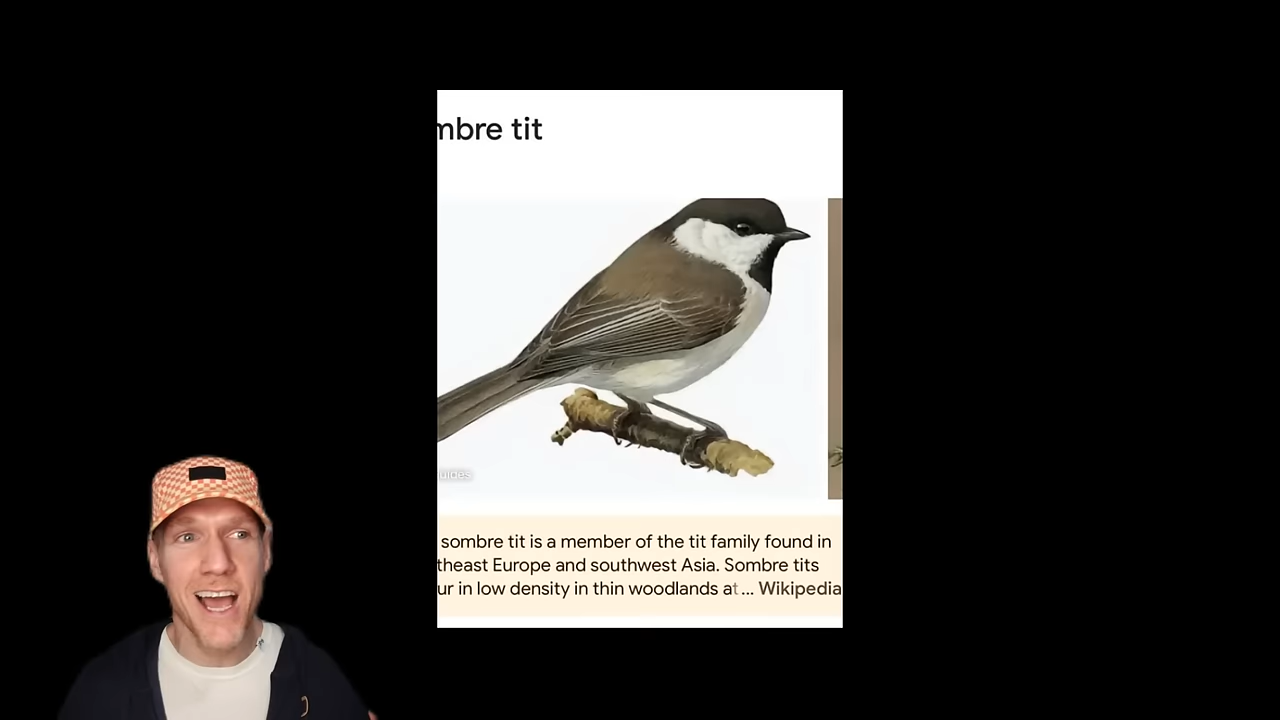 mbre tit
uides
sombre tit is a member of the tit family found in
theast Europe and southwest Asia. Sombre tits
ur in low density in thin woodlands at... Wikipedia